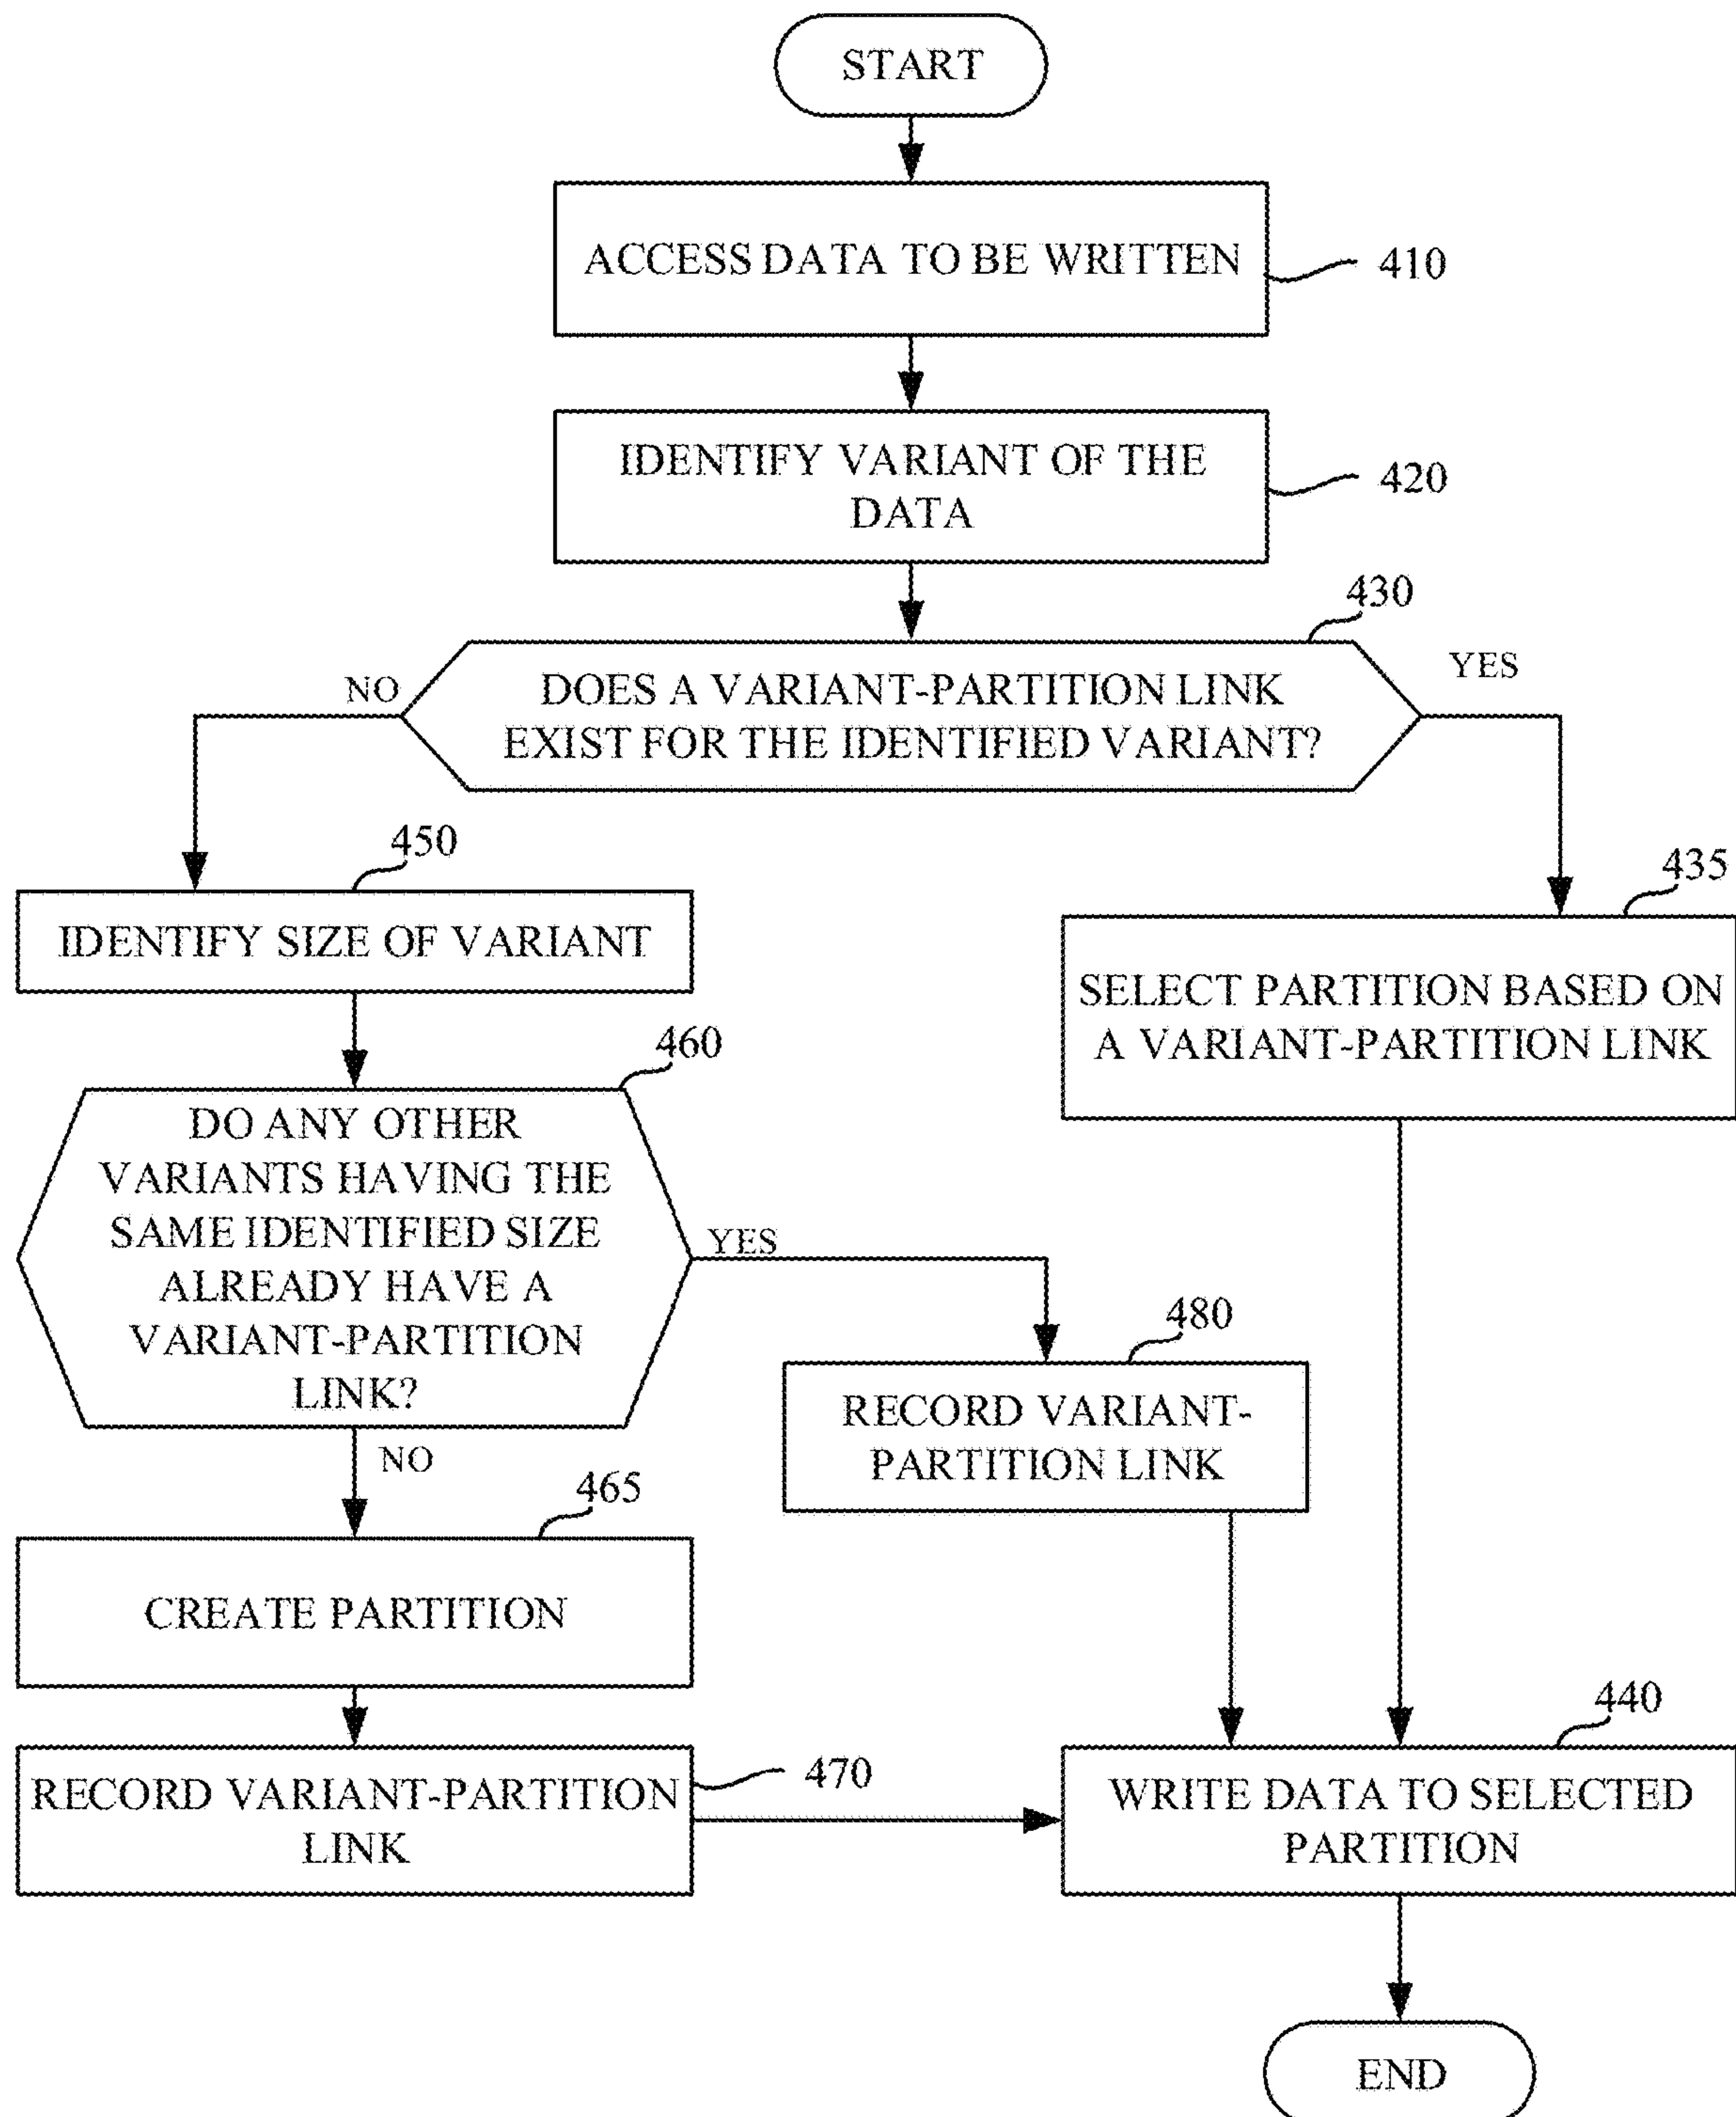 START
ACCESS DATA TO BE WRITTEN
410
IDENTIFY VARIANT OF THE
DATA
420
430
DOES A VARIANT-PARTITION LINK
EXIST FOR THE IDENTIFIED VARIANT?
NO
YES
450
IDENTIFY SIZE OF VARIANT
435
SELECT PARTITION BASED ON
A VARIANT-PARTITION LINK
460
DO ANY OTHER
VARIANTS HAVING THE
SAME IDENTIFIED SIZE
ALREADY HAVE A
VARIANT-PARTITION
LINK?
YES
NO
480
RECORD VARIANT-
PARTITION LINK
465
CREATE PARTITION
470
RECORD VARIANT-PARTITION
LINK
440
WRITE DATA TO SELECTED
PARTITION
END